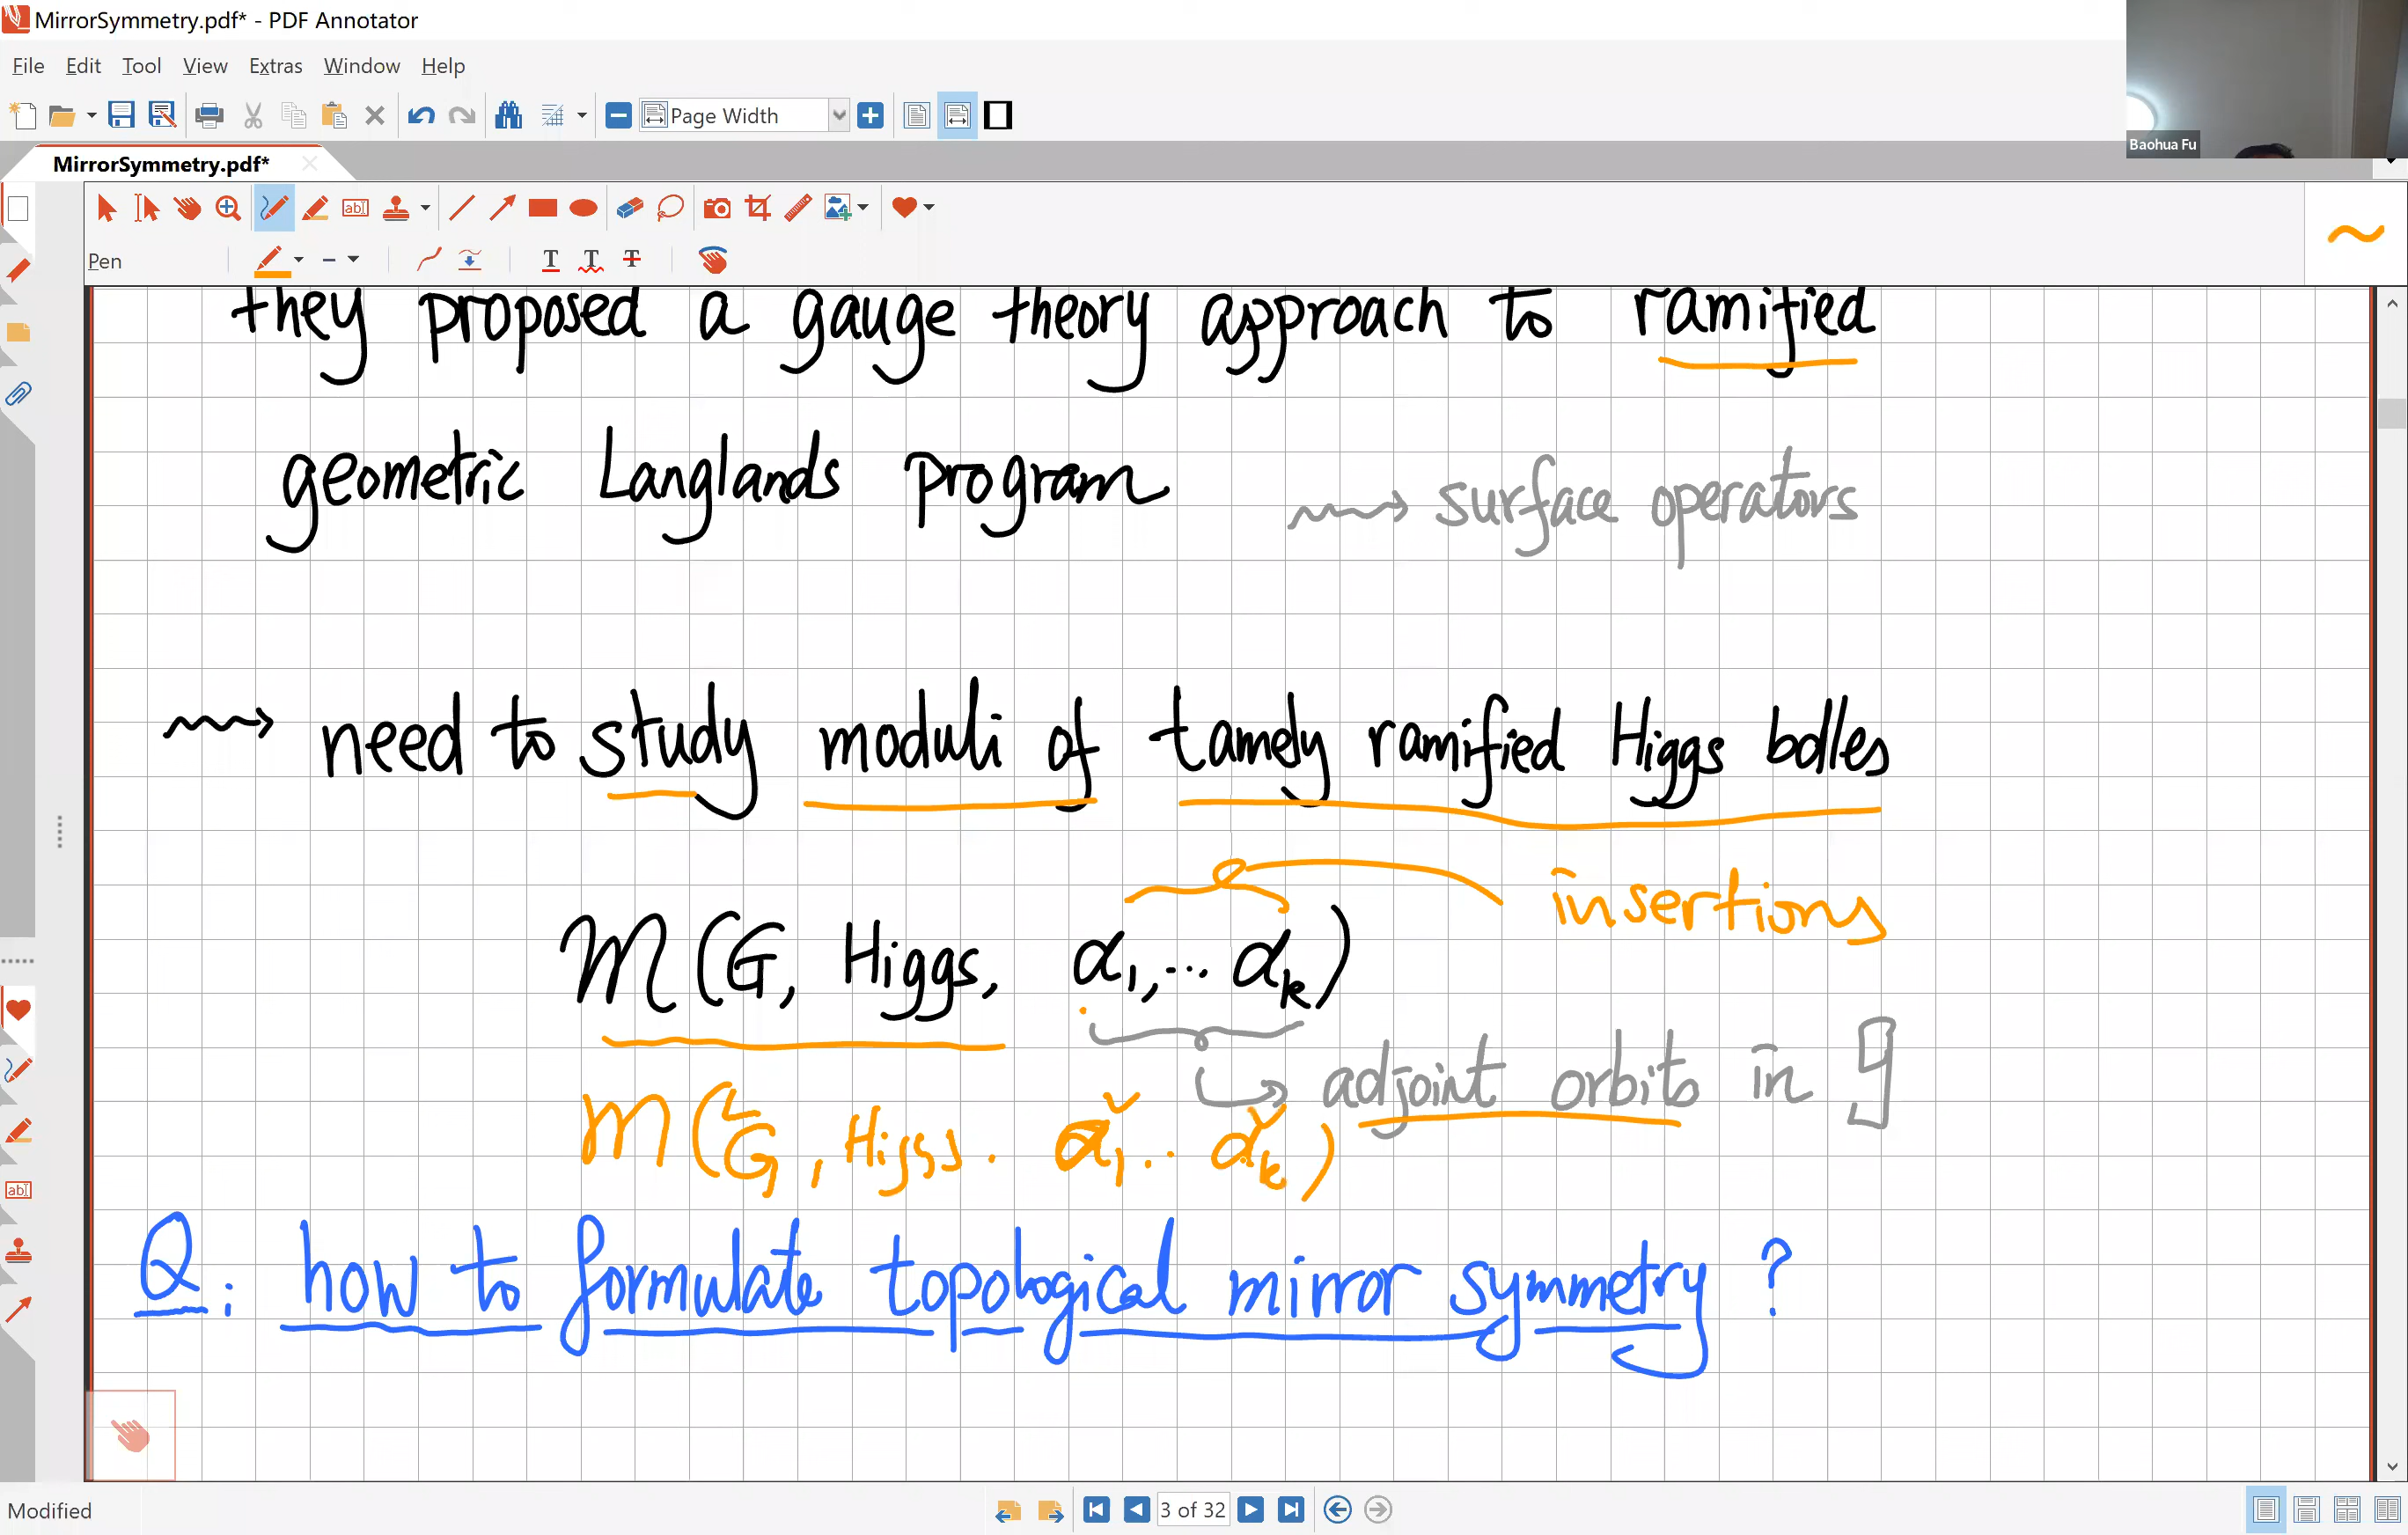 MirrorSymmetry.pdf* - PDF Annotator
File Edit Tool View Extras Window Help
Page Width
Baohua Fu
MirrorSymmetry.pdf*
Pen
they proposed a gauge theory approach to ramified
geometric Langlands program ⇝ surface operators
⇝ need to study moduli of tamely ramified Higgs bdles
insertions
M(G, Higgs, α₁,... αₖ)
↪ adjoint orbits in 𝔤
M(ᴸG, Higgs. α₁ˇ.. αₖˇ)
Q: how to formulate topological mirror symmetry?
Modified
3 of 32